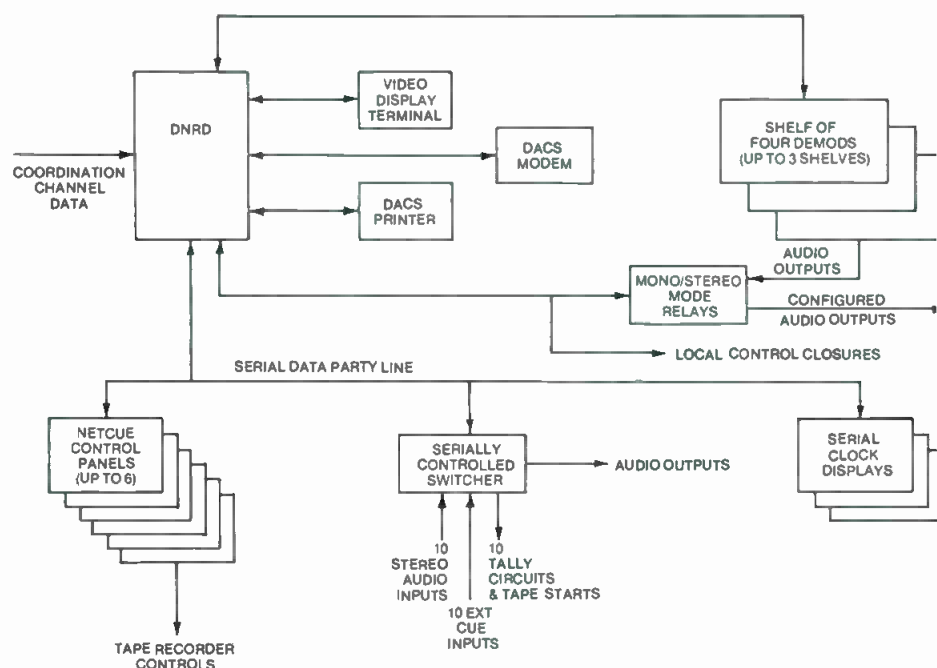 DNRD
VIDEO
DISPLAY
TERMINAL
SHELF OF
FOUR DEMODS
(UP TO 3 SHELVES)
DACS
MODEM
COORDINATION
CHANNEL
DATA
DACS
PRINTER
AUDIO
OUTPUTS
MONO/STEREO
MODE
RELAYS
CONFIGURED
AUDIO OUTPUTS
LOCAL CONTROL CLOSURES
SERIAL DATA PARTY LINE
NETCUE
CONTROL
PANELS
(UP TO 6)
SERIALLY
CONTROLLED
SWITCHER
AUDIO OUTPUTS
SERIAL
CLOCK
DISPLAYS
10
STEREO
AUDIO
INPUTS
10
TALLY
CIRCUITS
& TAPE STARTS
10 EXT
CUE
INPUTS
TAPE RECORDER
CONTROLS